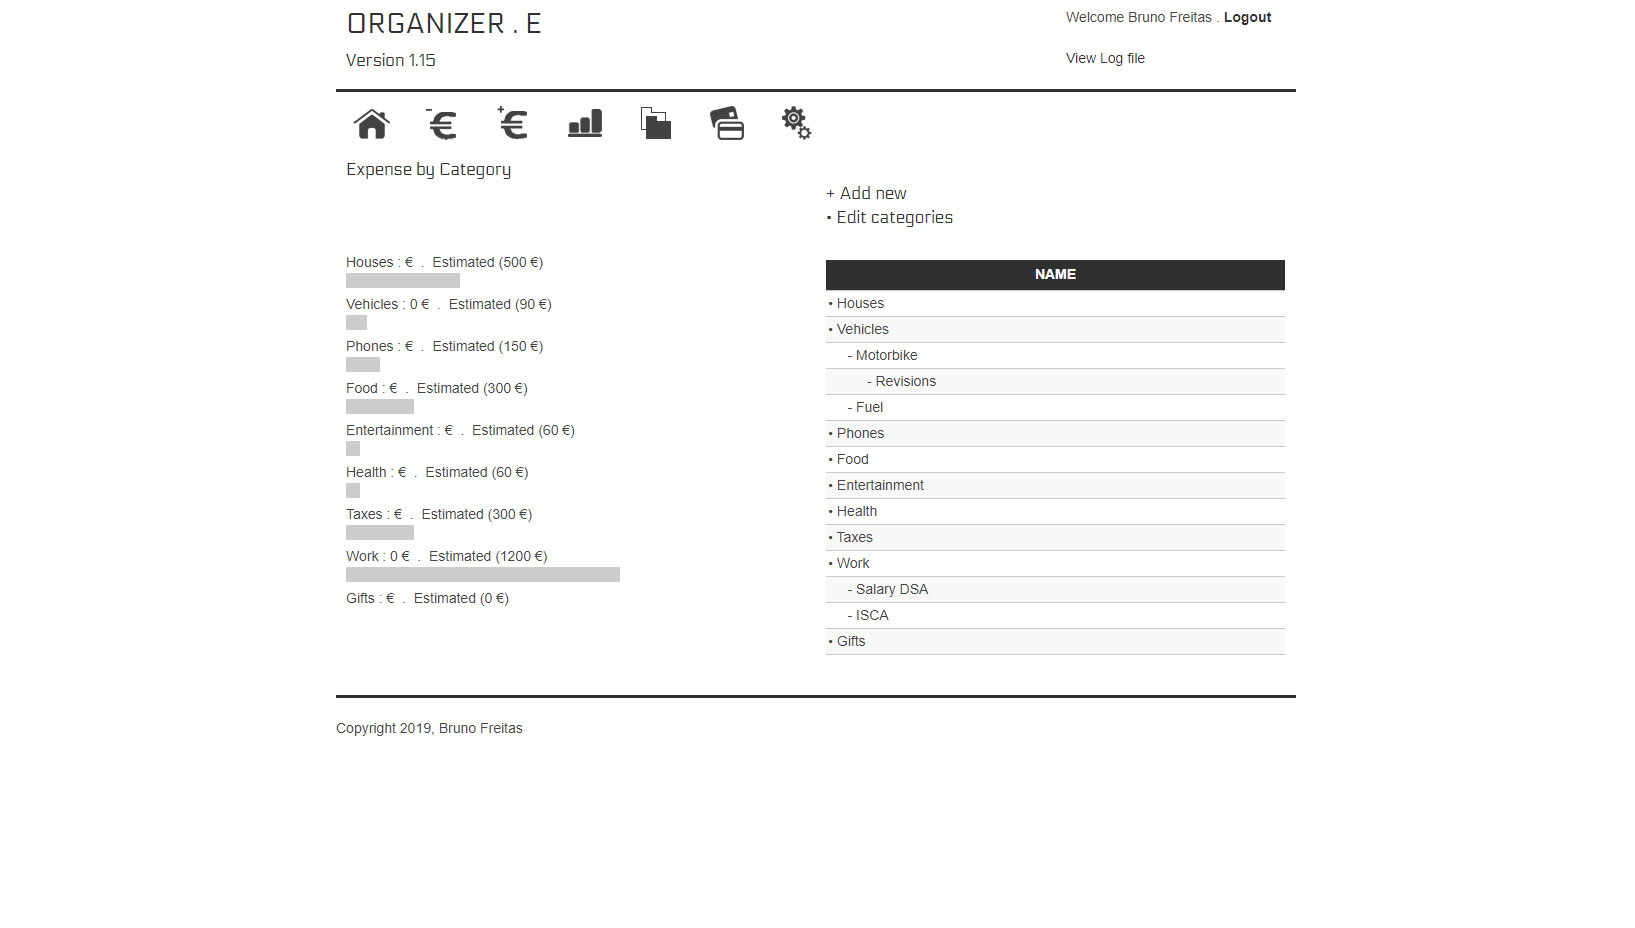 ORGANIZER . E
Version 1.15
Welcome Bruno Freitas . Logout
View Log file
Expense by Category
+ Add new
• Edit categories
Houses : € . Estimated (500 €)
Vehicles : 0 € . Estimated (90 €)
Phones : € . Estimated (150 €)
Food : € . Estimated (300 €)
Entertainment : € . Estimated (60 €)
Health : € . Estimated (60 €)
Taxes : € . Estimated (300 €)
Work : 0 € . Estimated (1200 €)
Gifts : € . Estimated (0 €)
NAME
• Houses
• Vehicles
- Motorbike
- Revisions
- Fuel
• Phones
• Food
• Entertainment
• Health
• Taxes
• Work
- Salary DSA
- ISCA
• Gifts
Copyright 2019, Bruno Freitas